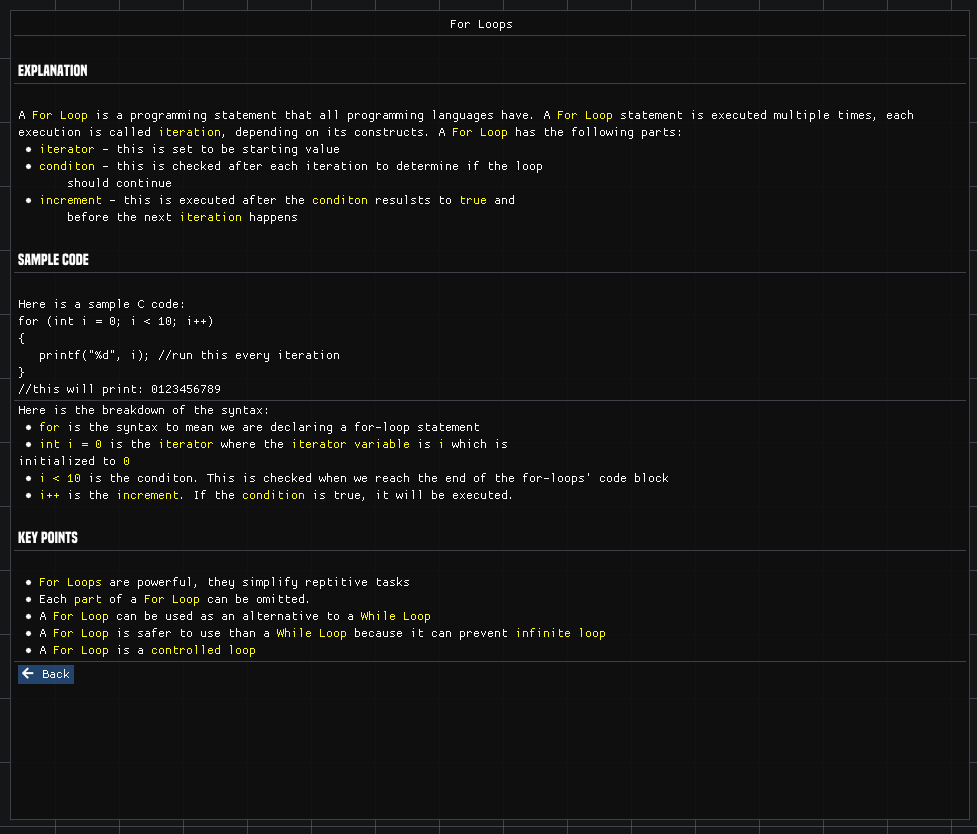 For Loops
EXPLANATION
A For Loop is a programming statement that all programming languages have. A For Loop statement is executed multiple times, each
execution is called iteration, depending on its constructs. A For Loop has the following parts:
• iterator - this is set to be starting value
• conditon - this is checked after each iteration to determine if the loop
should continue
• increment - this is executed after the conditon resulsts to true and
before the next iteration happens
SAMPLE CODE
Here is a sample C code:
for (int i = 0; i < 10; i++)
{
printf("%d", i); //run this every iteration
}
//this will print: 0123456789
Here is the breakdown of the syntax:
• for is the syntax to mean we are declaring a for-loop statement
• int i = 0 is the iterator where the iterator variable is i which is
initialized to 0
• i < 10 is the conditon. This is checked when we reach the end of the for-loops' code block
• i++ is the increment. If the condition is true, it will be executed.
KEY POINTS
• For Loops are powerful, they simplify reptitive tasks
• Each part of a For Loop can be omitted.
• A For Loop can be used as an alternative to a While Loop
• A For Loop is safer to use than a While Loop because it can prevent infinite loop
• A For Loop is a controlled loop
← Back